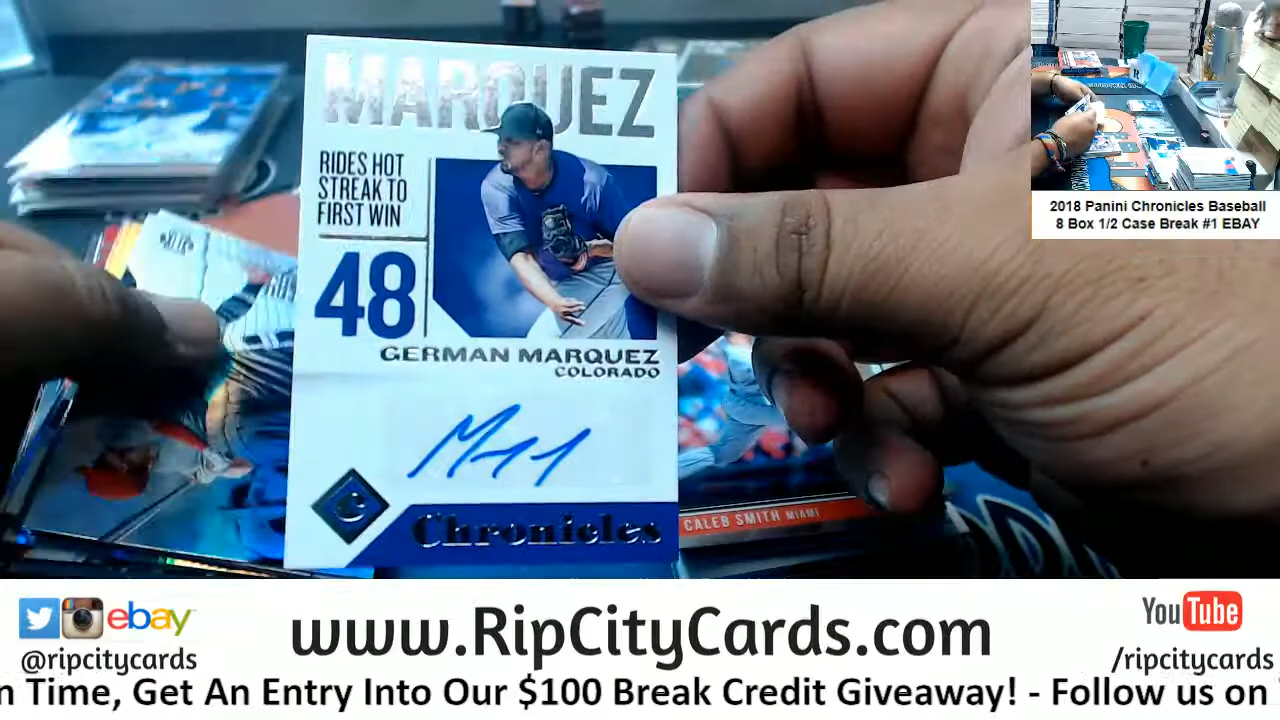 MARQUEZ
RIDES HOT
STREAK TO
FIRST WIN
48
GERMAN MARQUEZ
COLORADO
C
Chronicles
CALEB SMITH MIAMI
2018 Panini Chronicles Baseball
8 Box 1/2 Case Break #1 EBAY
ebay
@ripcitycards
www.RipCityCards.com
YouTube
/ripcitycards
n Time, Get An Entry Into Our $100 Break Credit Giveaway! - Follow us on